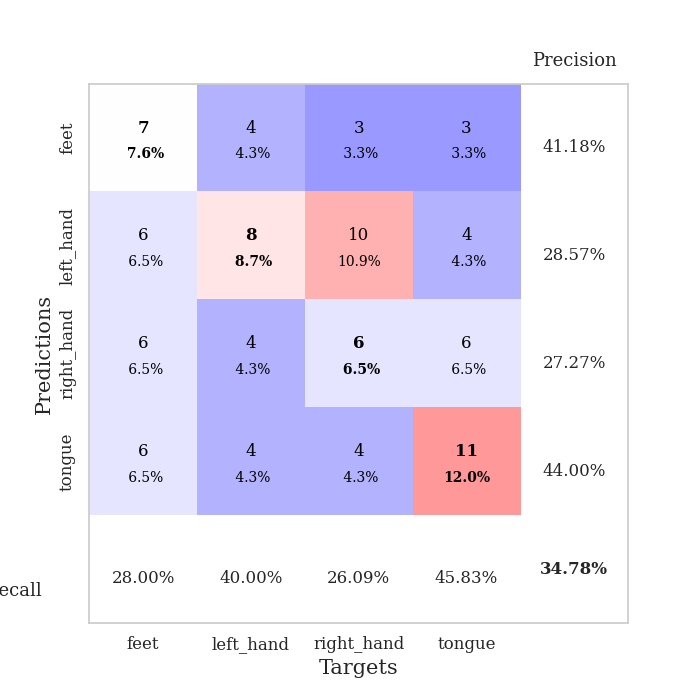 Precision
feet 7 4 3 3 41.18%
7.6% 4.3% 3.3% 3.3%
left_hand 6 8 10 4 28.57%
6.5% 8.7% 10.9% 4.3%
right_hand 6 4 6 6 27.27%
6.5% 4.3% 6.5% 6.5%
tongue 6 4 4 11 44.00%
6.5% 4.3% 4.3% 12.0%
Predictions
ecall 28.00% 40.00% 26.09% 45.83% 34.78%
feet left_hand right_hand tongue
Targets